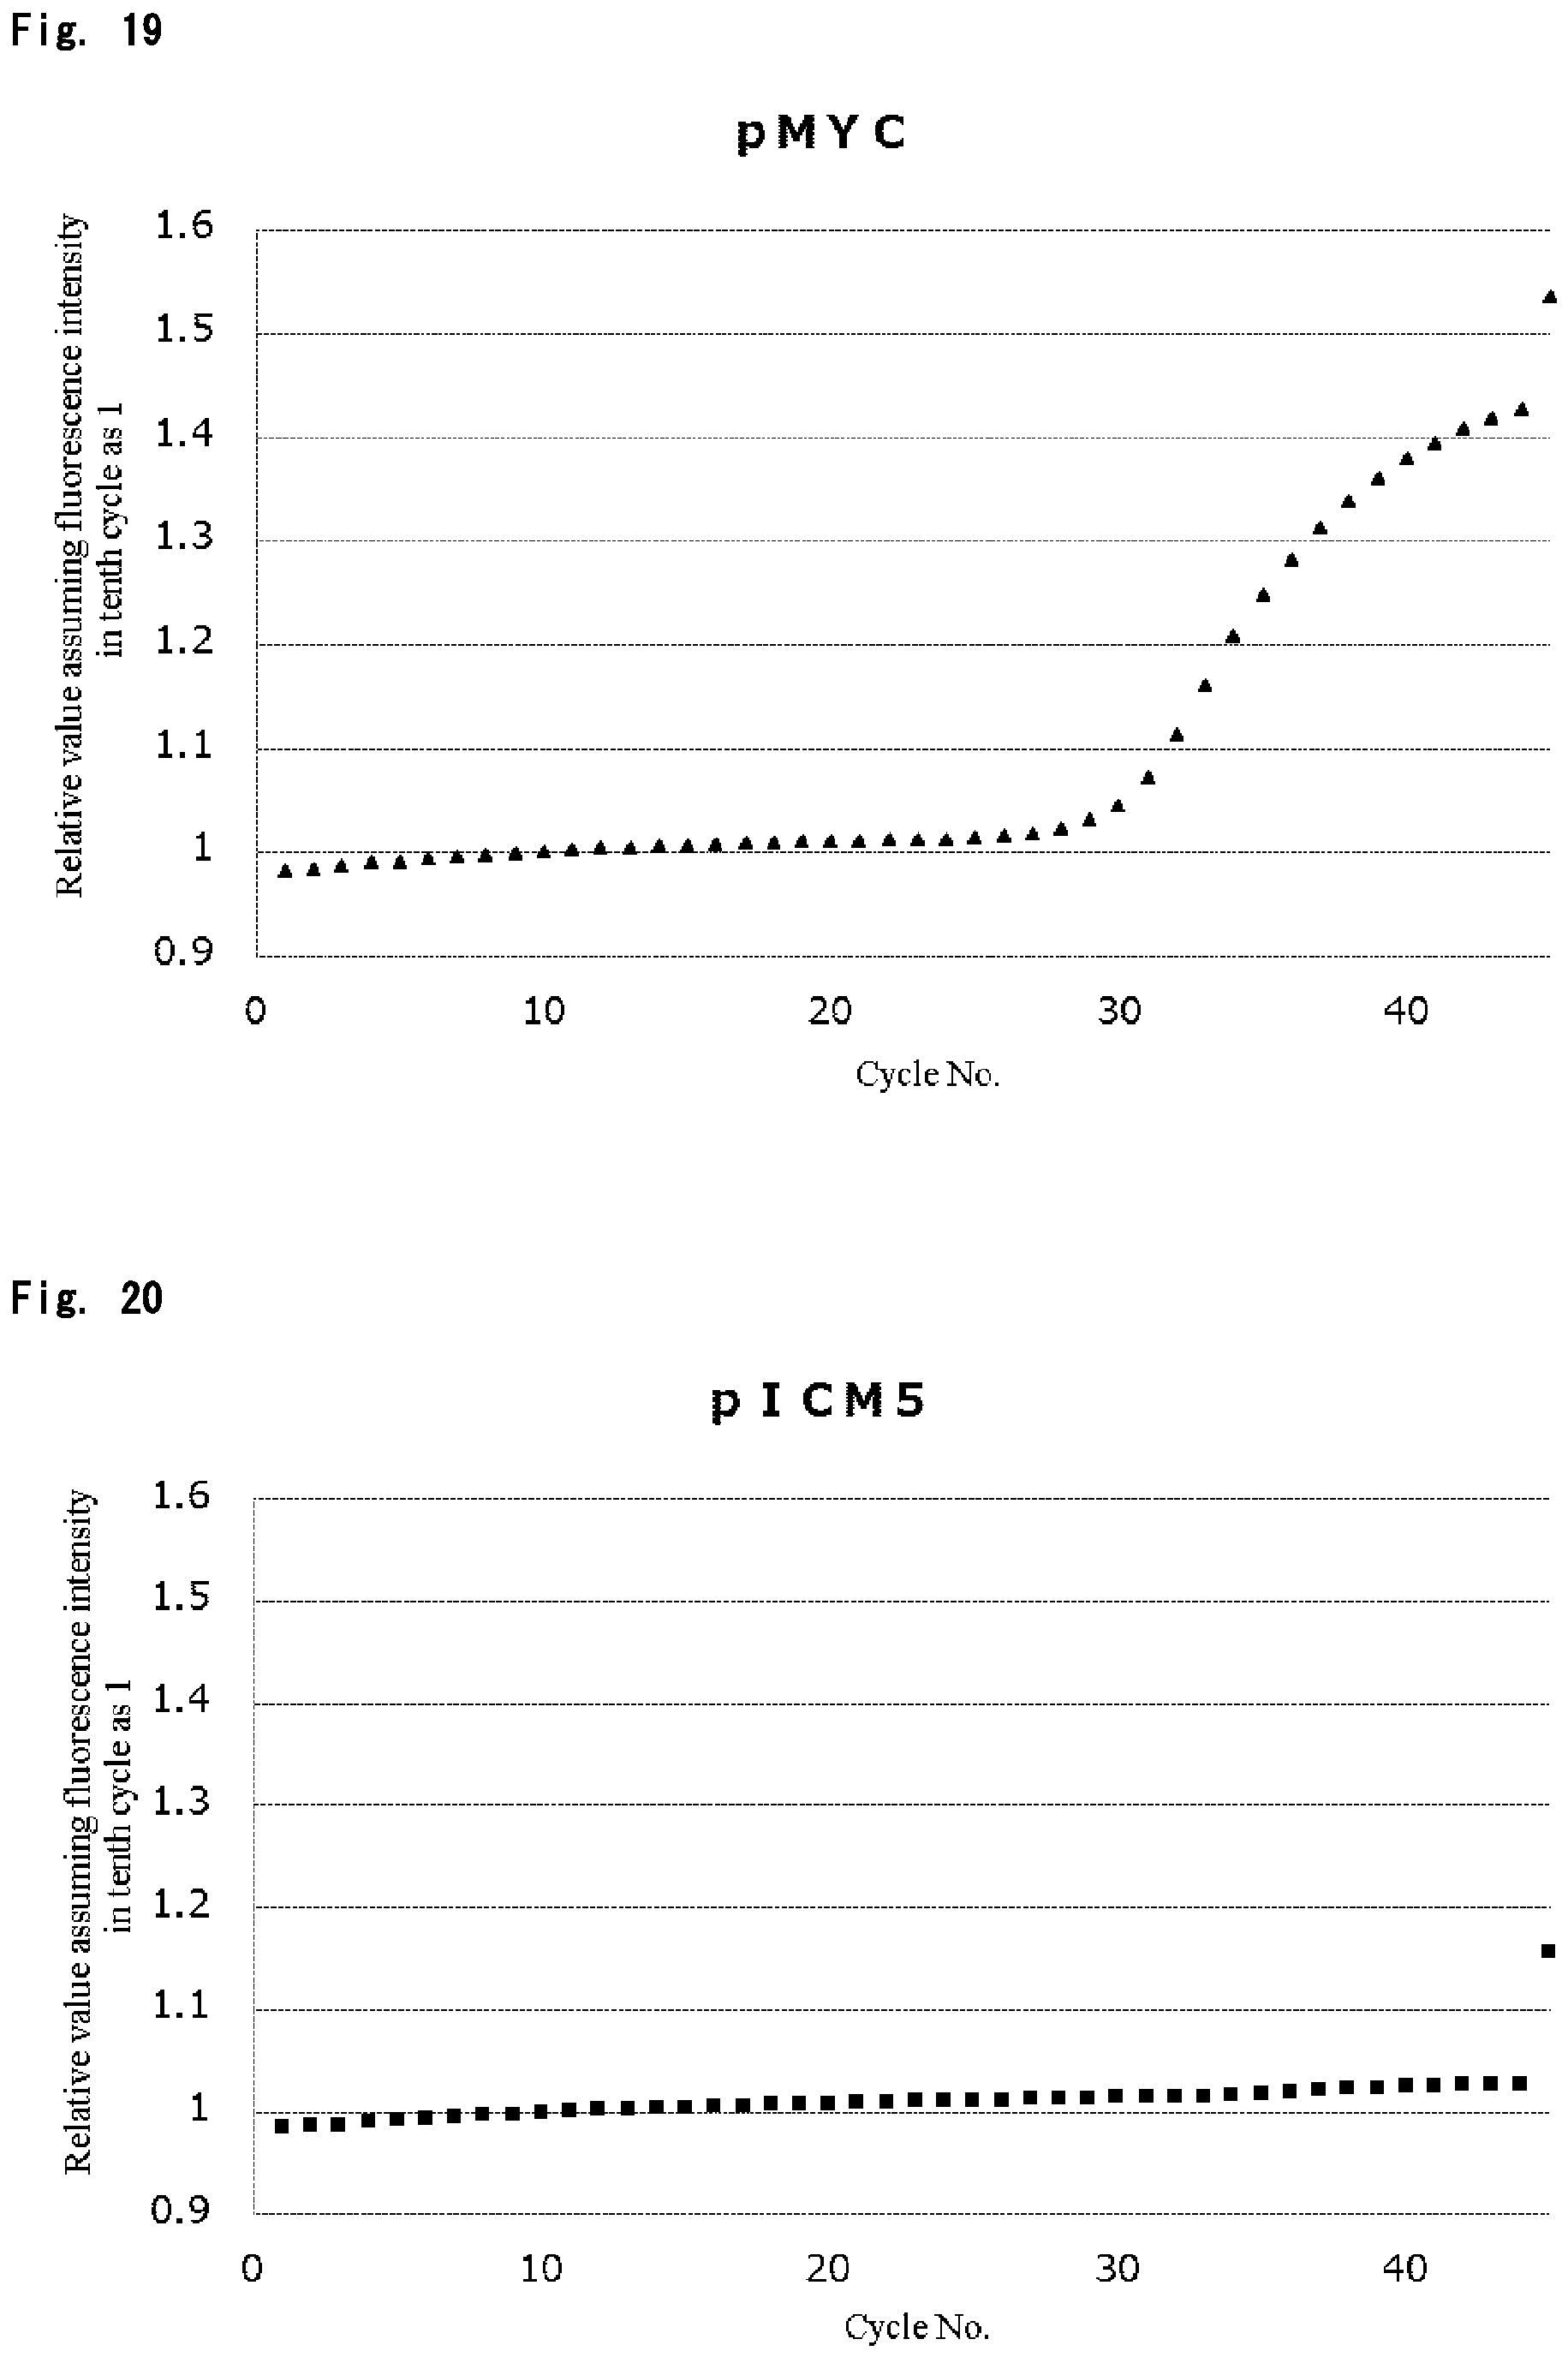 Fig. 19
pMYC
Relative value assuming fluorescence intensity
in tenth cycle as 1
1.6
1.5
1.4
1.3
1.2
1.1
1
0.9
0 10 20 30 40
Cycle No.
Fig. 20
pICM5
Relative value assuming fluorescence intensity
in tenth cycle as 1
1.6
1.5
1.4
1.3
1.2
1.1
1
0.9
0 10 20 30 40
Cycle No.